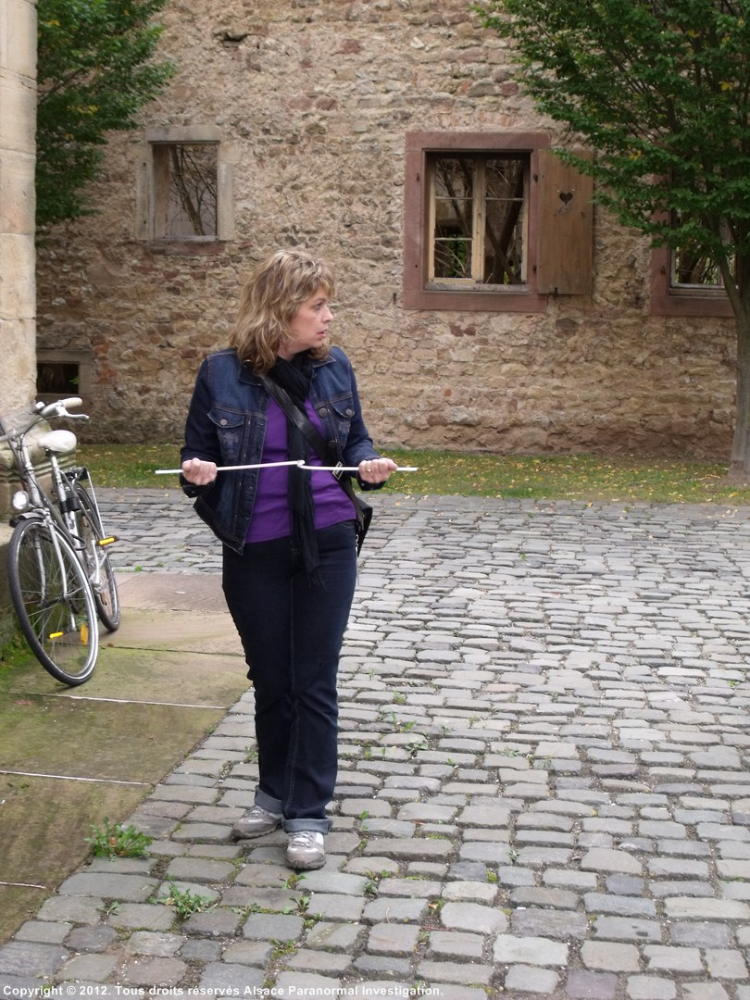 Copyright © 2012. Tous droits réservés Alsace Paranormal Investigation.